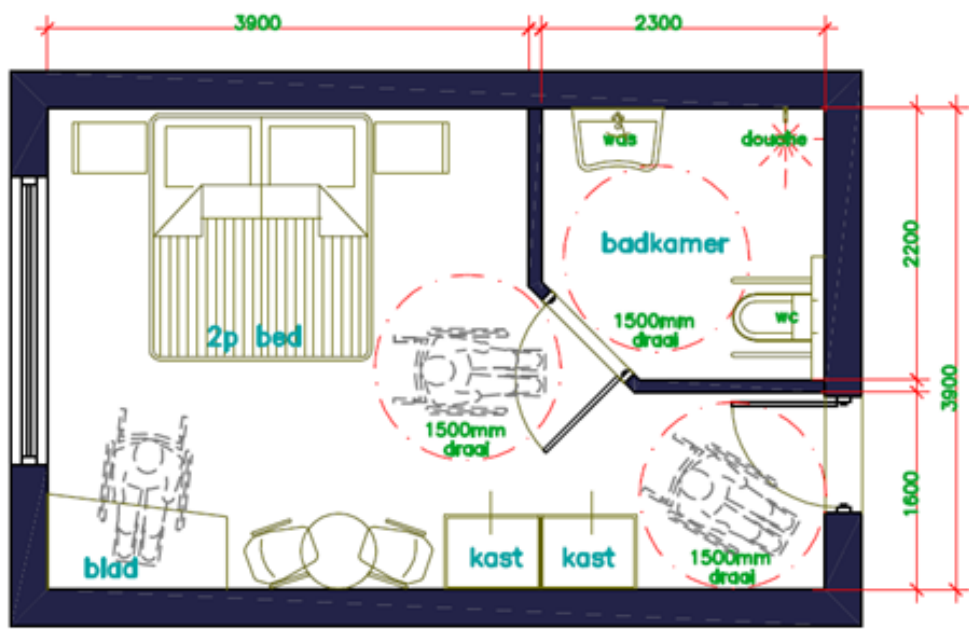 3900
2300
was
douche
badkamer
2200
wc
1500mm
draai
2p bed
3900
1500mm
draai
1600
kast
kast
1500mm
draai
blad